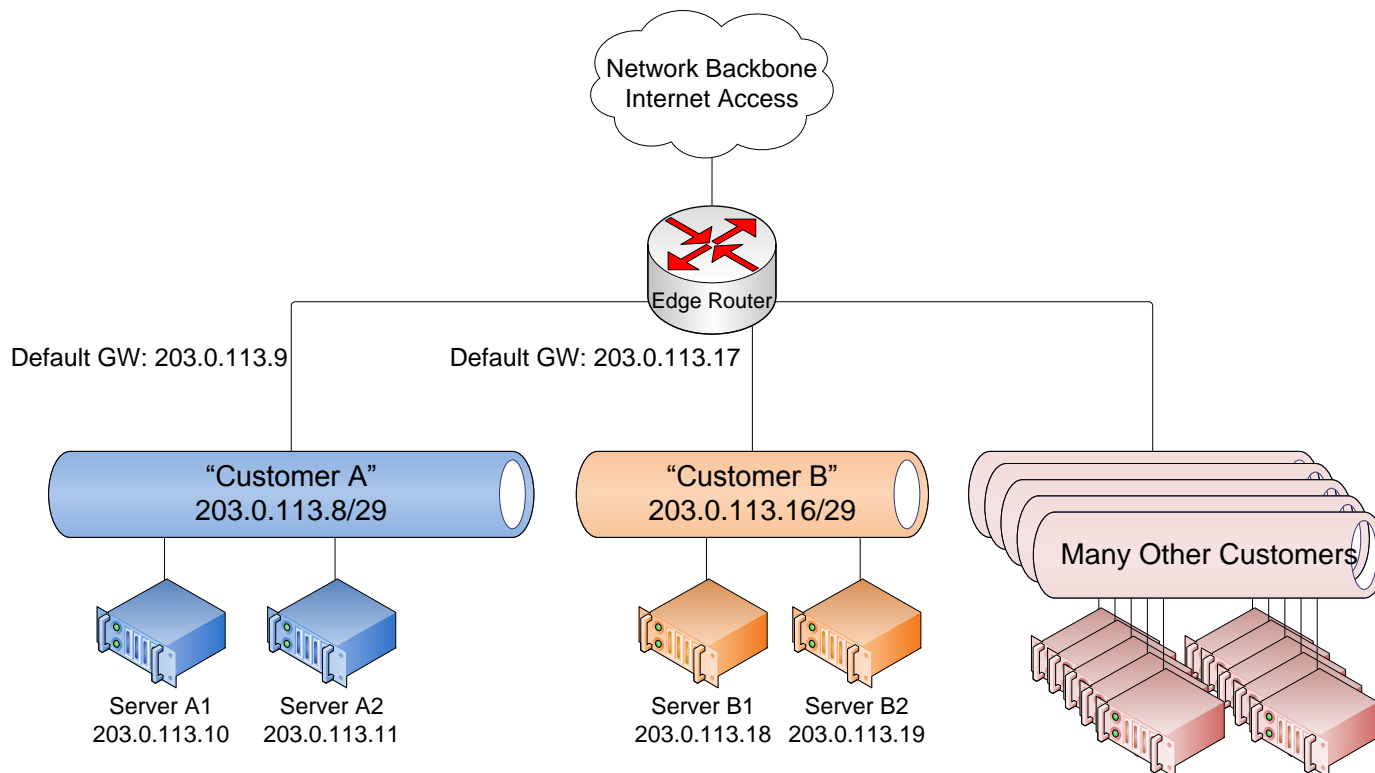 Network Backbone
Internet Access
Edge Router
Default GW: 203.0.113.9
Default GW: 203.0.113.17
“Customer A”
203.0.113.8/29
“Customer B”
203.0.113.16/29
Many Other Customers
Server A1
203.0.113.10
Server A2
203.0.113.11
Server B1
203.0.113.18
Server B2
203.0.113.19